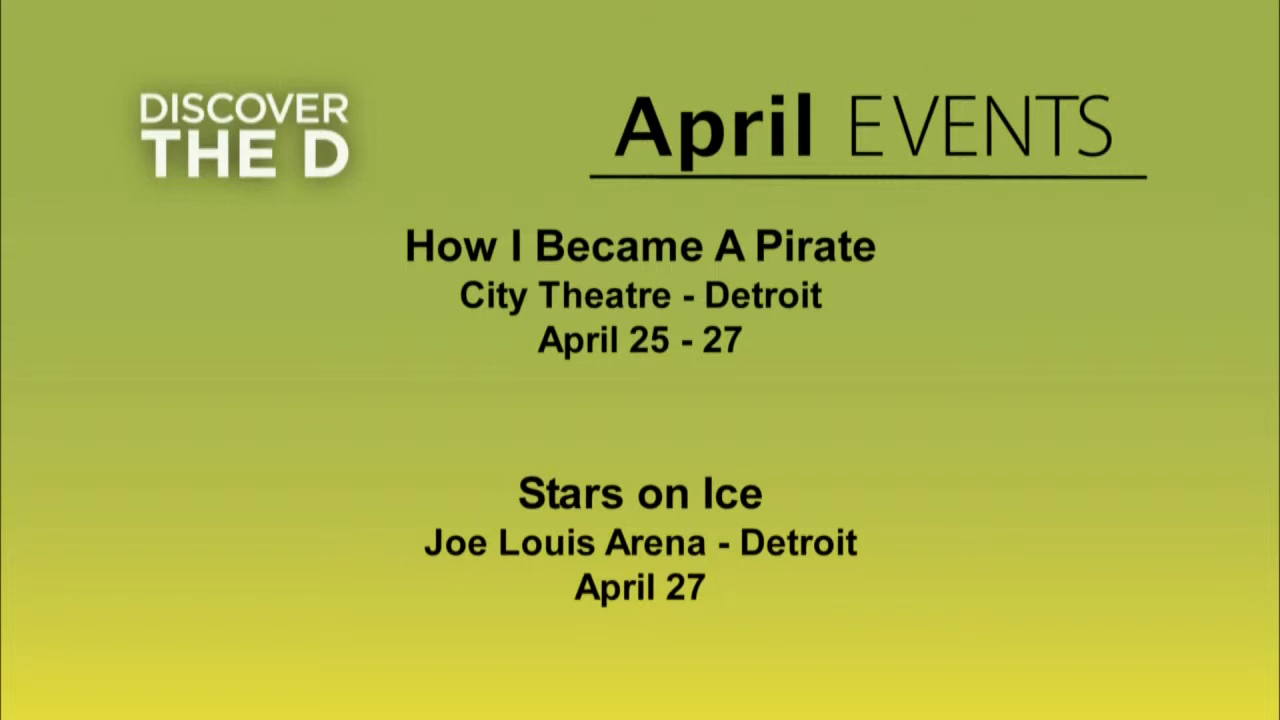 DISCOVER
THE D
April EVENTS
How I Became A Pirate
City Theatre - Detroit
April 25 - 27
Stars on Ice
Joe Louis Arena - Detroit
April 27